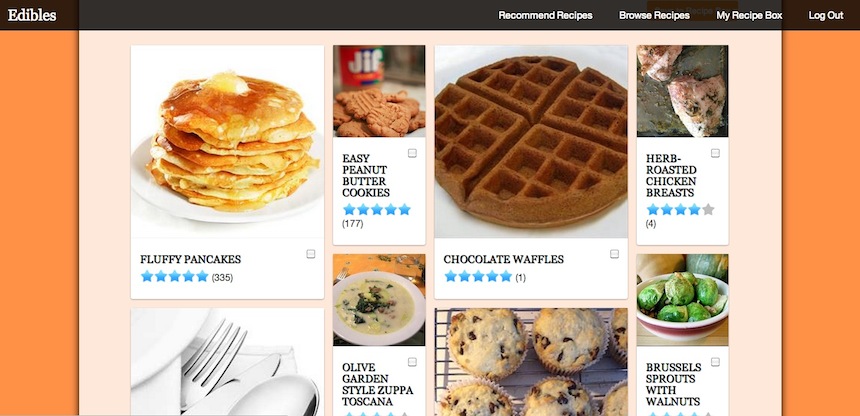 Edibles
Recommend Recipes
Browse Recipes
My Recipe Box
Log Out
Jif
EASY
PEANUT
BUTTER
COOKIES
(177)
HERB-
ROASTED
CHICKEN
BREASTS
(4)
FLUFFY PANCAKES
(335)
CHOCOLATE WAFFLES
(1)
OLIVE
GARDEN
STYLE ZUPPA
TOSCANA
BRUSSELS
SPROUTS
WITH
WALNUTS